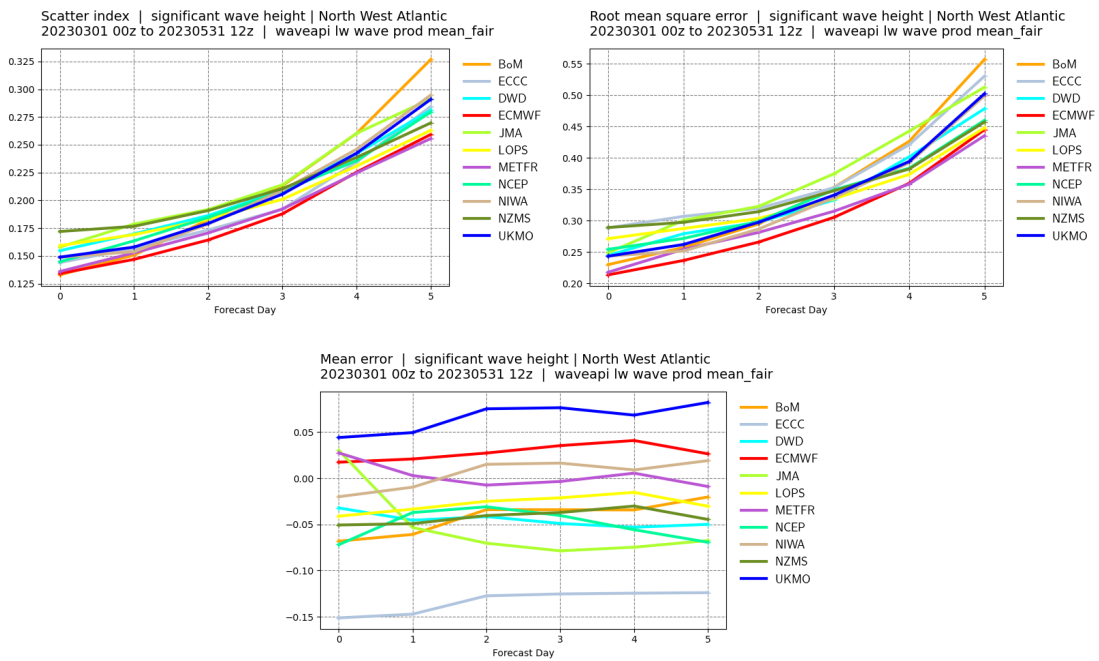 Scatter index | significant wave height | North West Atlantic
20230301 00z to 20230531 12z | waveapi lw wave prod mean_fair
0.325
0.300
0.275
0.250
0.225
0.200
0.175
0.150
0.125
0 1 2 3 4 5
Forecast Day
BoM
ECCC
DWD
ECMWF
JMA
LOPS
METFR
NCEP
NIWA
NZMS
UKMO
Root mean square error | significant wave height | North West Atlantic
20230301 00z to 20230531 12z | waveapi lw wave prod mean_fair
0.55
0.50
0.45
0.40
0.35
0.30
0.25
0.20
0 1 2 3 4 5
Forecast Day
BoM
ECCC
DWD
ECMWF
JMA
LOPS
METFR
NCEP
NIWA
NZMS
UKMO
Mean error | significant wave height | North West Atlantic
20230301 00z to 20230531 12z | waveapi lw wave prod mean_fair
0.05
0.00
−0.05
−0.10
−0.15
0 1 2 3 4 5
Forecast Day
BoM
ECCC
DWD
ECMWF
JMA
LOPS
METFR
NCEP
NIWA
NZMS
UKMO